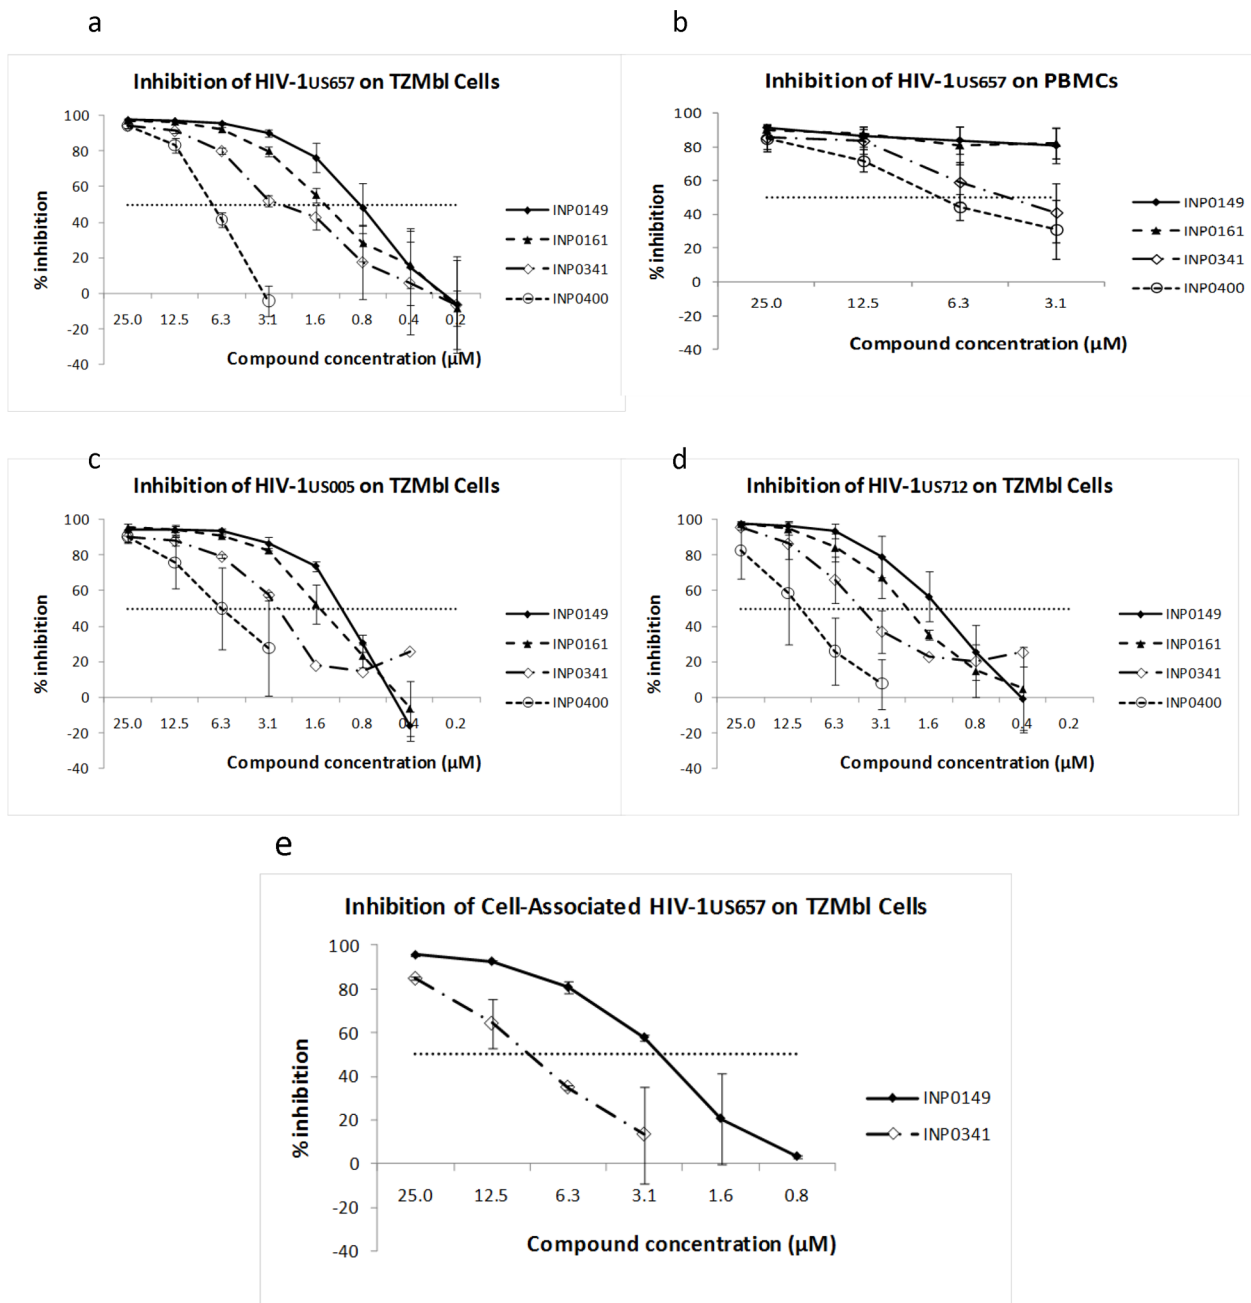 a
Inhibition of HIV-1US657 on TZMbl Cells
100
80
60
40
20
0
-20
-40
% inhibition
25.0 12.5 6.3 3.1 1.6 0.8 0.4 0.2
Compound concentration (µM)
INP0149
INP0161
INP0341
INP0400
b
Inhibition of HIV-1US657 on PBMCs
100
80
60
40
20
0
-20
-40
% inhibition
25.0 12.5 6.3 3.1
Compound concentration (µM)
INP0149
INP0161
INP0341
INP0400
c
Inhibition of HIV-1US005 on TZMbl Cells
100
80
60
40
20
0
-20
-40
% inhibition
25.0 12.5 6.3 3.1 1.6 0.8 0.4 0.2
Compound concentration (µM)
INP0149
INP0161
INP0341
INP0400
d
Inhibition of HIV-1US712 on TZMbl Cells
100
80
60
40
20
0
-20
-40
% inhibition
25.0 12.5 6.3 3.1 1.6 0.8 0.4 0.2
Compound concentration (µM)
INP0149
INP0161
INP0341
INP0400
e
Inhibition of Cell-Associated HIV-1US657 on TZMbl Cells
100
80
60
40
20
0
-20
-40
% inhibition
25.0 12.5 6.3 3.1 1.6 0.8
Compound concentration (µM)
INP0149
INP0341